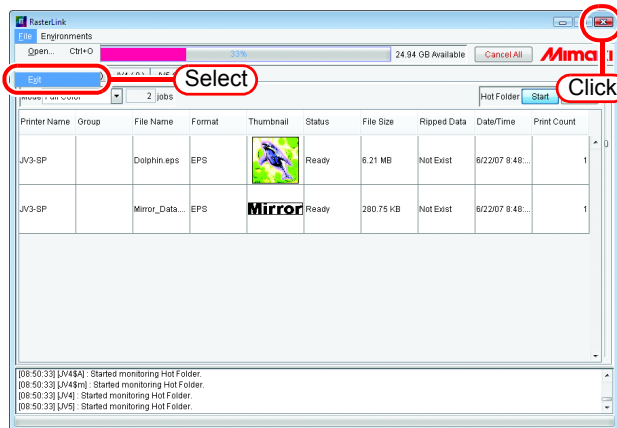 RasterLink
File Environments
Open... Ctrl+O 33% 24.94 GB Available Cancel All Mimaki
Exit Select Click
Mode Full Color 2 jobs Hot Folder Start
Printer Name Group File Name Format Thumbnail Status File Size Ripped Data Date/Time Print Count
JV3-SP Dolphin.eps EPS Ready 6.21 MB Not Exist 6/22/07 8:48:... 1
JV3-SP Mirror_Data.... EPS Mirror Ready 280.75 KB Not Exist 6/22/07 8:48:... 1
[08:50:33] [JV4$A] : Started monitoring Hot Folder.
[08:50:33] [JV4$m] : Started monitoring Hot Folder.
[08:50:33] [JV4] : Started monitoring Hot Folder.
[08:50:33] [JV5] : Started monitoring Hot Folder.